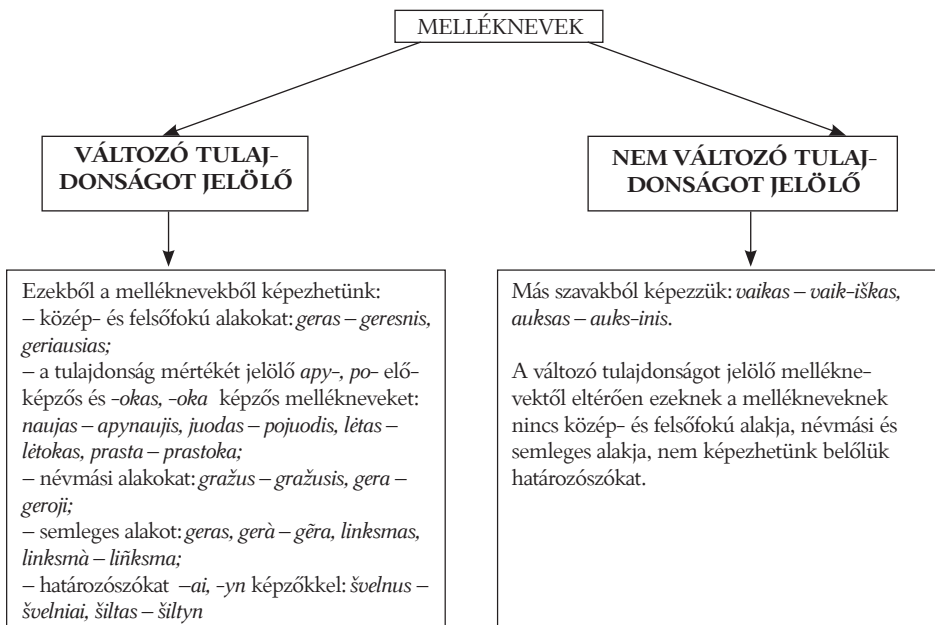 MELLÉKNEVEK
VÁLTOZÓ TULAJ-
DONSÁGOT JELÖLŐ
NEM VÁLTOZÓ TULAJ-
DONSÁGOT JELÖLŐ
Ezekből a melléknevekből képezhetünk:
– közép- és felsőfokú alakokat: geras – geresnis,
geriausias;
– a tulajdonság mértékét jelölő apy-, po- elő-
képzős és -okas, -oka képzős mellékneveket:
naujas – apynaujis, juodas – pojuodis, lėtas –
lėtokas, prasta – prastoka;
– névmási alakokat: gražus – gražusis, gera –
geroji;
– semleges alakot: geras, gerà – gẽra, linksmas,
linksmà – liñksma;
– határozószókat –ai, -yn képzőkkel: švelnus –
švelniai, šiltas – šiltyn
Más szavakból képezzük: vaikas – vaik-iškas,
auksas – auks-inis.
A változó tulajdonságot jelölő mellékne-
vektől eltérően ezeknek a mellékneveknek
nincs közép- és felsőfokú alakja, névmási és
semleges alakja, nem képezhetünk belőlük
határozószókat.